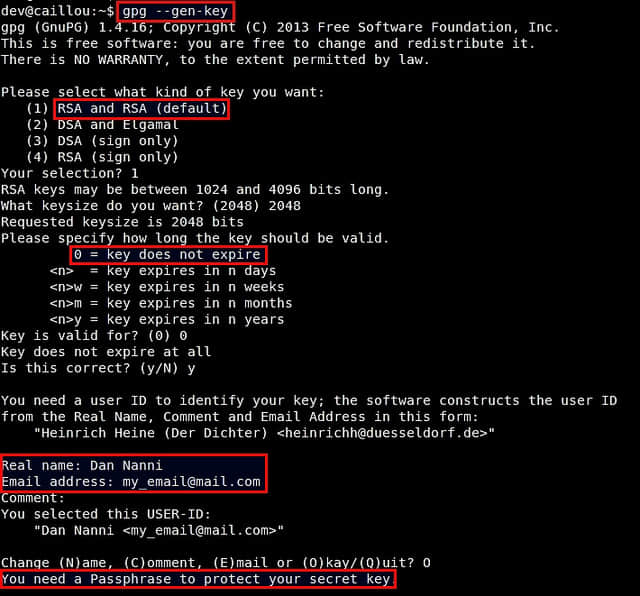 dev@caillou:~$ gpg --gen-key
gpg (GnuPG) 1.4.16; Copyright (C) 2013 Free Software Foundation, Inc.
This is free software: you are free to change and redistribute it.
There is NO WARRANTY, to the extent permitted by law.
Please select what kind of key you want:
(1) RSA and RSA (default)
(2) DSA and Elgamal
(3) DSA (sign only)
(4) RSA (sign only)
Your selection? 1
RSA keys may be between 1024 and 4096 bits long.
What keysize do you want? (2048) 2048
Requested keysize is 2048 bits
Please specify how long the key should be valid.
0 = key does not expire
<n>  = key expires in n days
<n>w = key expires in n weeks
<n>m = key expires in n months
<n>y = key expires in n years
Key is valid for? (0) 0
Key does not expire at all
Is this correct? (y/N) y
You need a user ID to identify your key; the software constructs the user ID
from the Real Name, Comment and Email Address in this form:
"Heinrich Heine (Der Dichter) <heinrichh@duesseldorf.de>"
Real name: Dan Nanni
Email address: my_email@mail.com
Comment:
You selected this USER-ID:
"Dan Nanni <my_email@mail.com>"
Change (N)ame, (C)omment, (E)mail or (O)kay/(Q)uit? O
You need a Passphrase to protect your secret key.